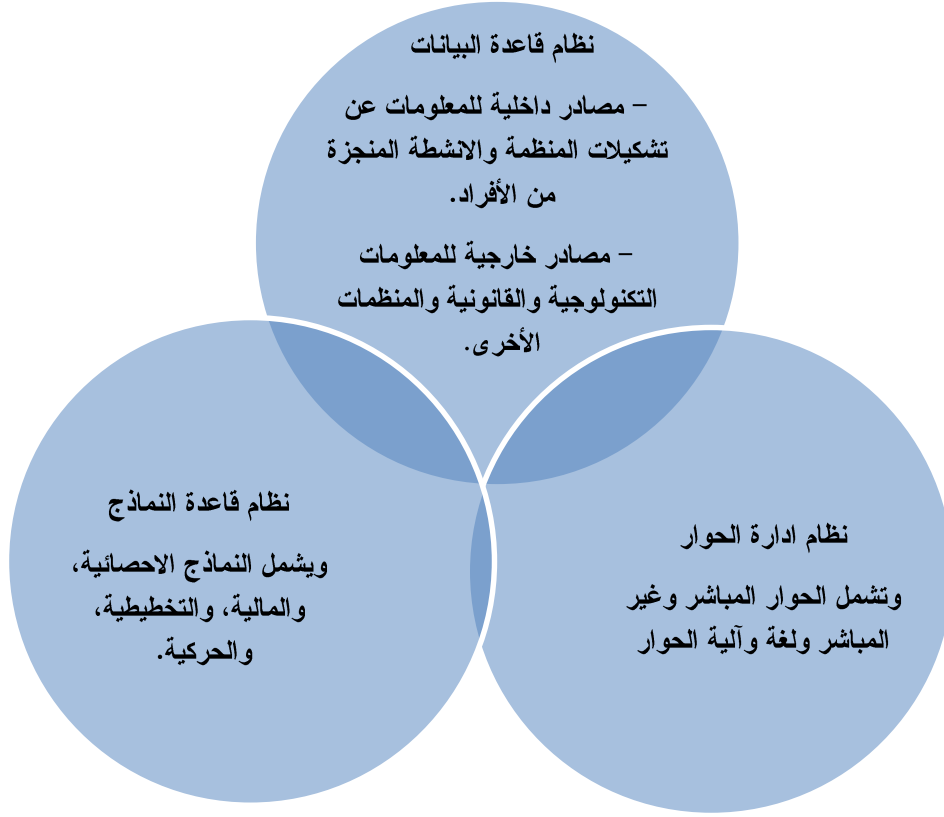 نظام قاعدة البيانات
– مصادر داخلية للمعلومات عن
تشكيلات المنظمة والانشطة المنجزة
من الأفراد.
– مصادر خارجية للمعلومات
التكنولوجية والقانونية والمنظمات
الأخرى.
نظام ادارة الحوار
وتشمل الحوار المباشر وغير
المباشر ولغة وآلية الحوار
نظام قاعدة النماذج
ويشمل النماذج الاحصائية،
والمالية، والتخطيطية،
والحركية.